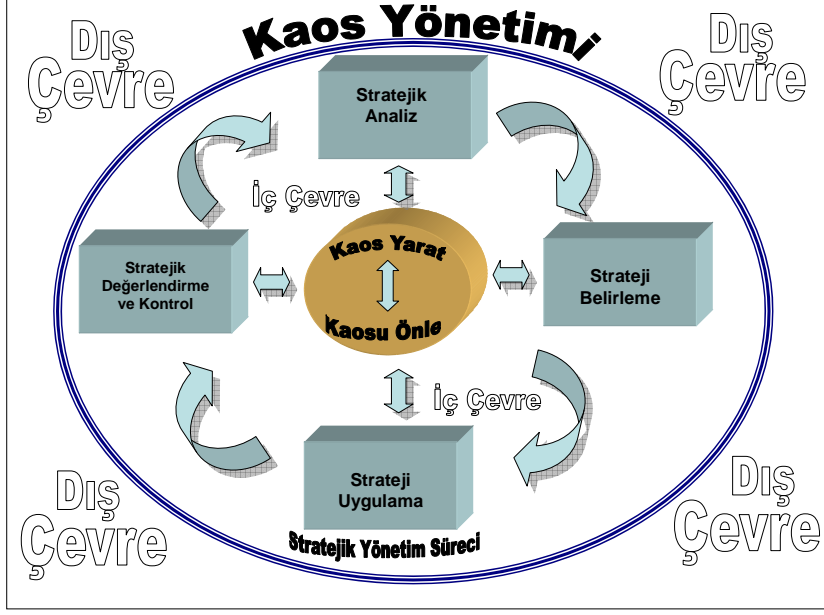 Kaos Yönetimi
Dış
Çevre
Dış
Çevre
Stratejik
Analiz
İç Çevre
Stratejik
Değerlendirme
ve Kontrol
Kaos Yarat
Kaosu Önle
Strateji
Belirleme
İç Çevre
Strateji
Uygulama
Stratejik Yönetim Süreci
Dış
Çevre
Dış
Çevre